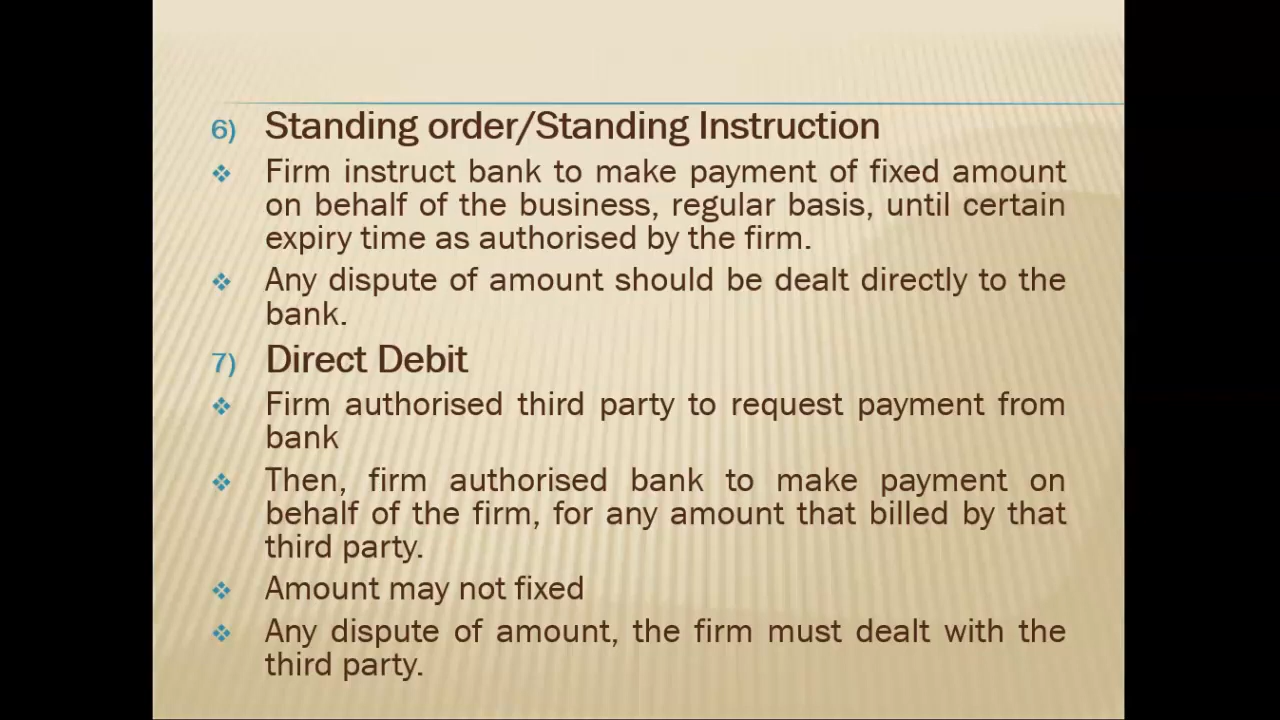 6) Standing order/Standing Instruction
❖ Firm instruct bank to make payment of fixed amount
on behalf of the business, regular basis, until certain
expiry time as authorised by the firm.
❖ Any dispute of amount should be dealt directly to the
bank.
7) Direct Debit
❖ Firm authorised third party to request payment from
bank
❖ Then, firm authorised bank to make payment on
behalf of the firm, for any amount that billed by that
third party.
❖ Amount may not fixed
❖ Any dispute of amount, the firm must dealt with the
third party.